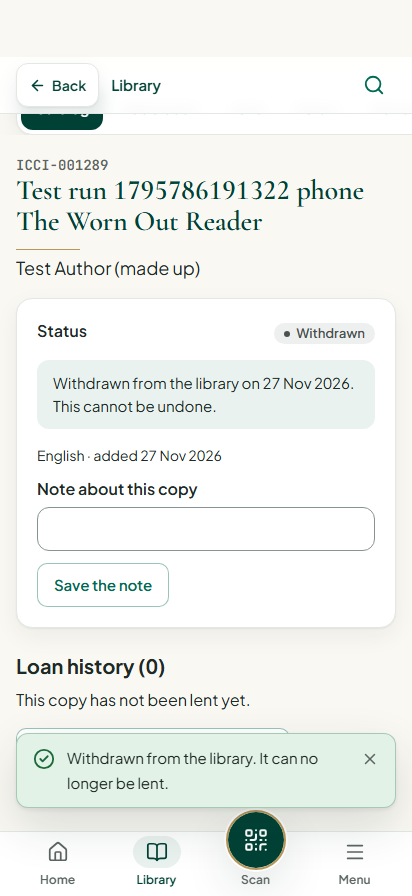 Back
Library
ICCI-001289
Test run 1795786191322 phone
The Worn Out Reader
Test Author (made up)
Status
Withdrawn
Withdrawn from the library on 27 Nov 2026.
This cannot be undone.
English · added 27 Nov 2026
Note about this copy
Save the note
Loan history (0)
This copy has not been lent yet.
Withdrawn from the library. It can no
longer be lent.
Home
Library
Scan
Menu